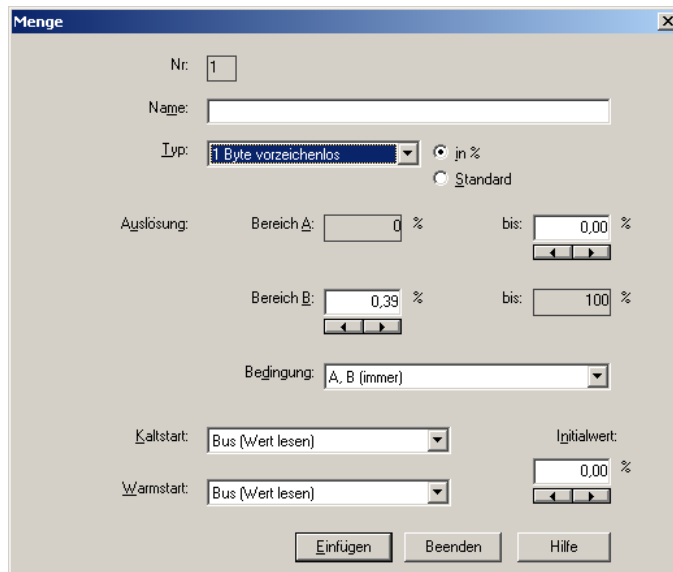 Menge
Nr: 1
Name:
Typ: 1 Byte vorzeichenlos in %
Standard
Auslösung: Bereich A: 0 % bis: 0,00 %
Bereich B: 0,39 % bis: 100 %
Bedingung: A, B (immer)
Kaltstart: Bus (Wert lesen) Initialwert:
0,00 %
Warmstart: Bus (Wert lesen)
Einfügen Beenden Hilfe